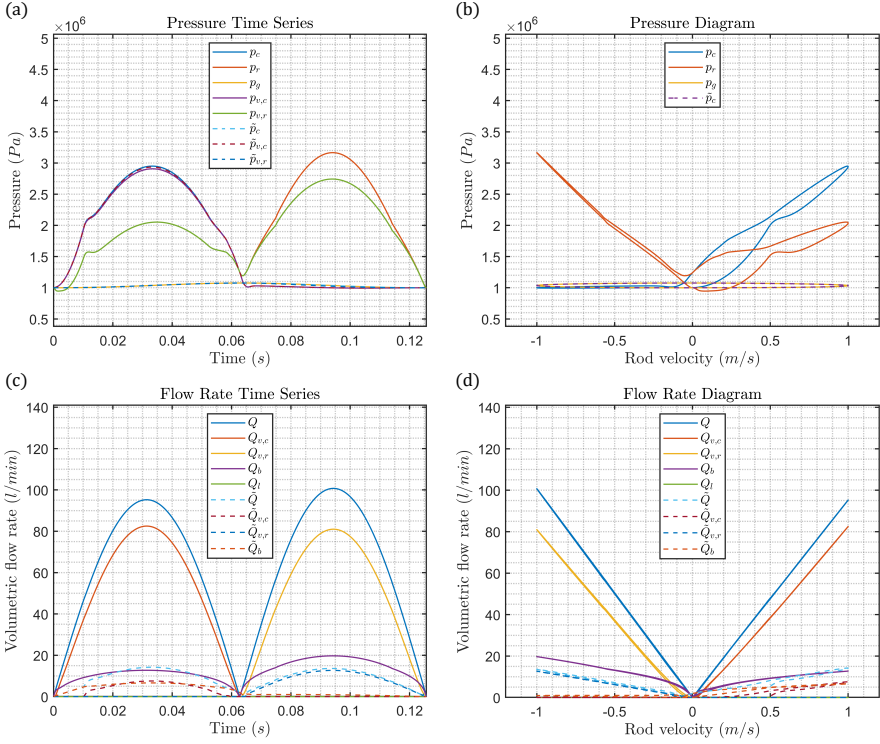 (a)
Pressure Time Series
×10⁶
5
4.5
4
3.5
3
2.5
2
1.5
1
0.5
Pressure (Pa)
p_c
p_r
p_g
p_{v,c}
p_{v,r}
p̃_c
p̃_{v,c}
p̃_{v,r}
0 0.02 0.04 0.06 0.08 0.1 0.12
Time (s)
(b)
Pressure Diagram
×10⁶
5
4.5
4
3.5
3
2.5
2
1.5
1
0.5
Pressure (Pa)
p_c
p_r
p_g
p̃_c
-1 -0.5 0 0.5 1
Rod velocity (m/s)
(c)
Flow Rate Time Series
140
120
100
80
60
40
20
0
Volumetric flow rate (l/min)
Q
Q_{v,c}
Q_{v,r}
Q_b
Q_l
Q̃
Q̃_{v,c}
Q̃_{v,r}
Q̃_b
0 0.02 0.04 0.06 0.08 0.1 0.12
Time (s)
(d)
Flow Rate Diagram
140
120
100
80
60
40
20
0
Volumetric flow rate (l/min)
Q
Q_{v,c}
Q_{v,r}
Q_b
Q_l
Q̃
Q̃_{v,c}
Q̃_{v,r}
Q̃_b
-1 -0.5 0 0.5 1
Rod velocity (m/s)